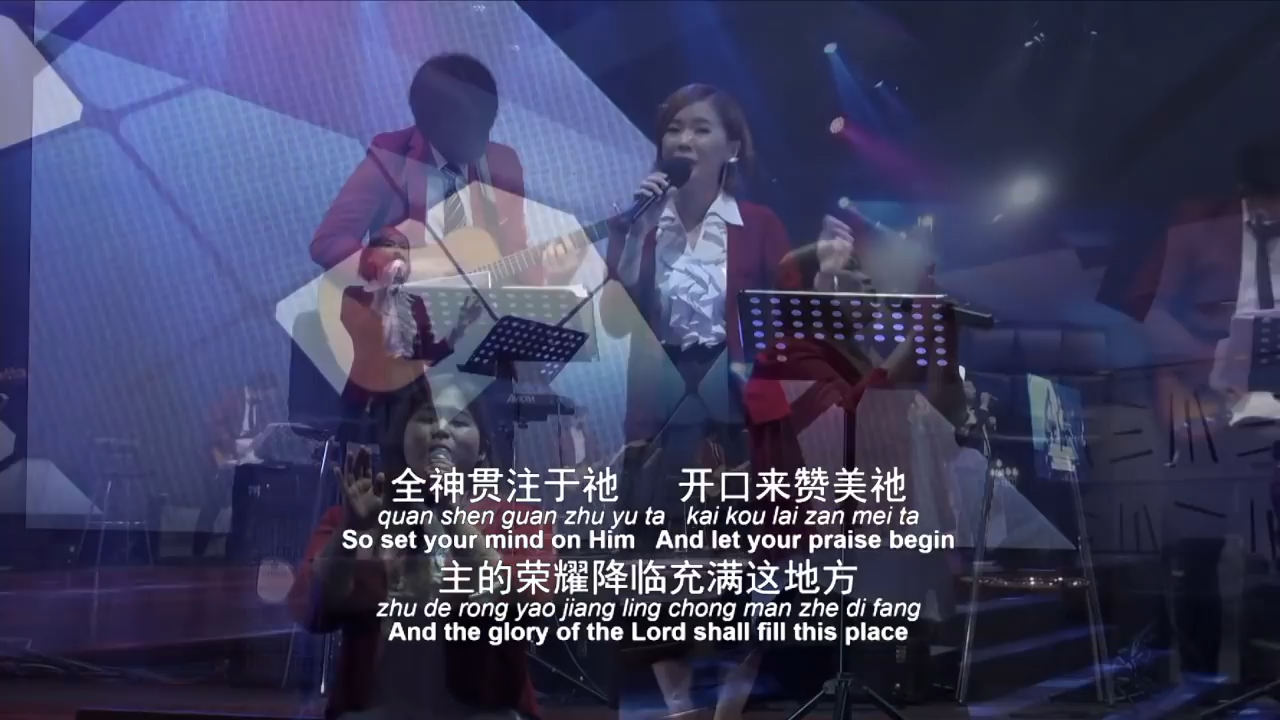 全神贯注于祂 开口来赞美祂
quan shen guan zhu yu ta kai kou lai zan mei ta
So set your mind on Him And let your praise begin
主的荣耀降临充满这地方
zhu de rong yao jiang ling chong man zhe di fang
And the glory of the Lord shall fill this place
AVIOM